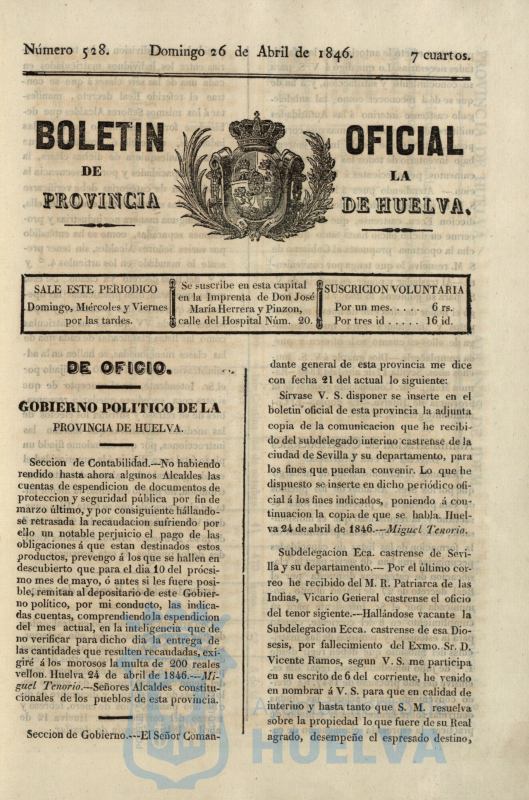 Número 528. Domingo 26 de Abril de 1846. 7 cuartos.
BOLETIN OFICIAL
DE LA
PROVINCIA DE HUELVA.
SALE ESTE PERIODICO
Domingo, Miércoles y Viernes
por las tardes.
Se suscribe en esta capital
en la Imprenta de Don José
María Herrera y Pinzon,
calle del Hospital Núm. 20.
SUSCRICION VOLUNTARIA
Por un mes. . . . . 6 rs.
Por tres id . . . . . 16 id.
DE OFICIO.
GOBIERNO POLITICO DE LA
PROVINCIA DE HUELVA.
Seccion de Contabilidad.—No habiendo
rendido hasta ahora algunos Alcaldes las
cuentas de espendicion de documentos de
proteccion y seguridad pública por fin de
marzo último, y por consiguiente hállando-
se retrasada la recaudacion sufriendo por
ello un notable perjuicio el pago de las
obligaciones á que estan destinados estos
productos, prevengo á los que se hallen en
descubierto que para el dia 10 del prócsi-
mo mes de mayo, ó antes si les fuere posi-
ble, remitan al depositario de este Gobier-
no político, por mi conducto, las indica-
das cuentas, comprendiendo la espendicion
del mes actual, en la inteligencia que de
no verificar para dicho dia la entrega de
las cantidades que resulten recaudadas, exi-
giré á los morosos la multa de 200 reales
vellon. Huelva 24 de abril de 1846.—Mi-
guel Tenorio.—Señores Alcaldes constitu-
cionales de los pueblos de esta provincia.
Seccion de Gobierno.—El Señor Coman-
dante general de esta provincia me dice
con fecha 21 del actual lo siguiente:
Sirvase V. S. disponer se inserte en el
boletin oficial de esta provincia la adjunta
copia de la comunicacion que he recibi-
do del subdelegado interino castrense de la
ciudad de Sevilla y su departamento, para
los fines que puedan convenir. Lo que he
dispuesto se inserte en dicho periódico ofi-
cial á los fines indicados, poniendo á con-
tinuacion la copia de que se habla. Huel-
va 24 de abril de 1846.—Miguel Tenorio.
Subdelegacion Eca. castrense de Sevi-
lla y su departamento.— Por el último cor-
reo he recibido del M. R. Patriarca de las
Indias, Vicario General castrense el oficio
del tenor sigiente.—Hallándose vacante la
Subdelegacion Ecca. castrense de esa Dio-
sesis, por fallecimiento del Exmo. Sr. D.
Vicente Ramos, segun V. S. me participa
en su escrito de 6 del corriente, he venido
en nombrar á V. S. para que en calidad de
interino y hasta tanto que S. M. resuelva
sobre la propiedad lo que fuere de su Real
agrado, desempeñe el espresado destino,
HUELVA